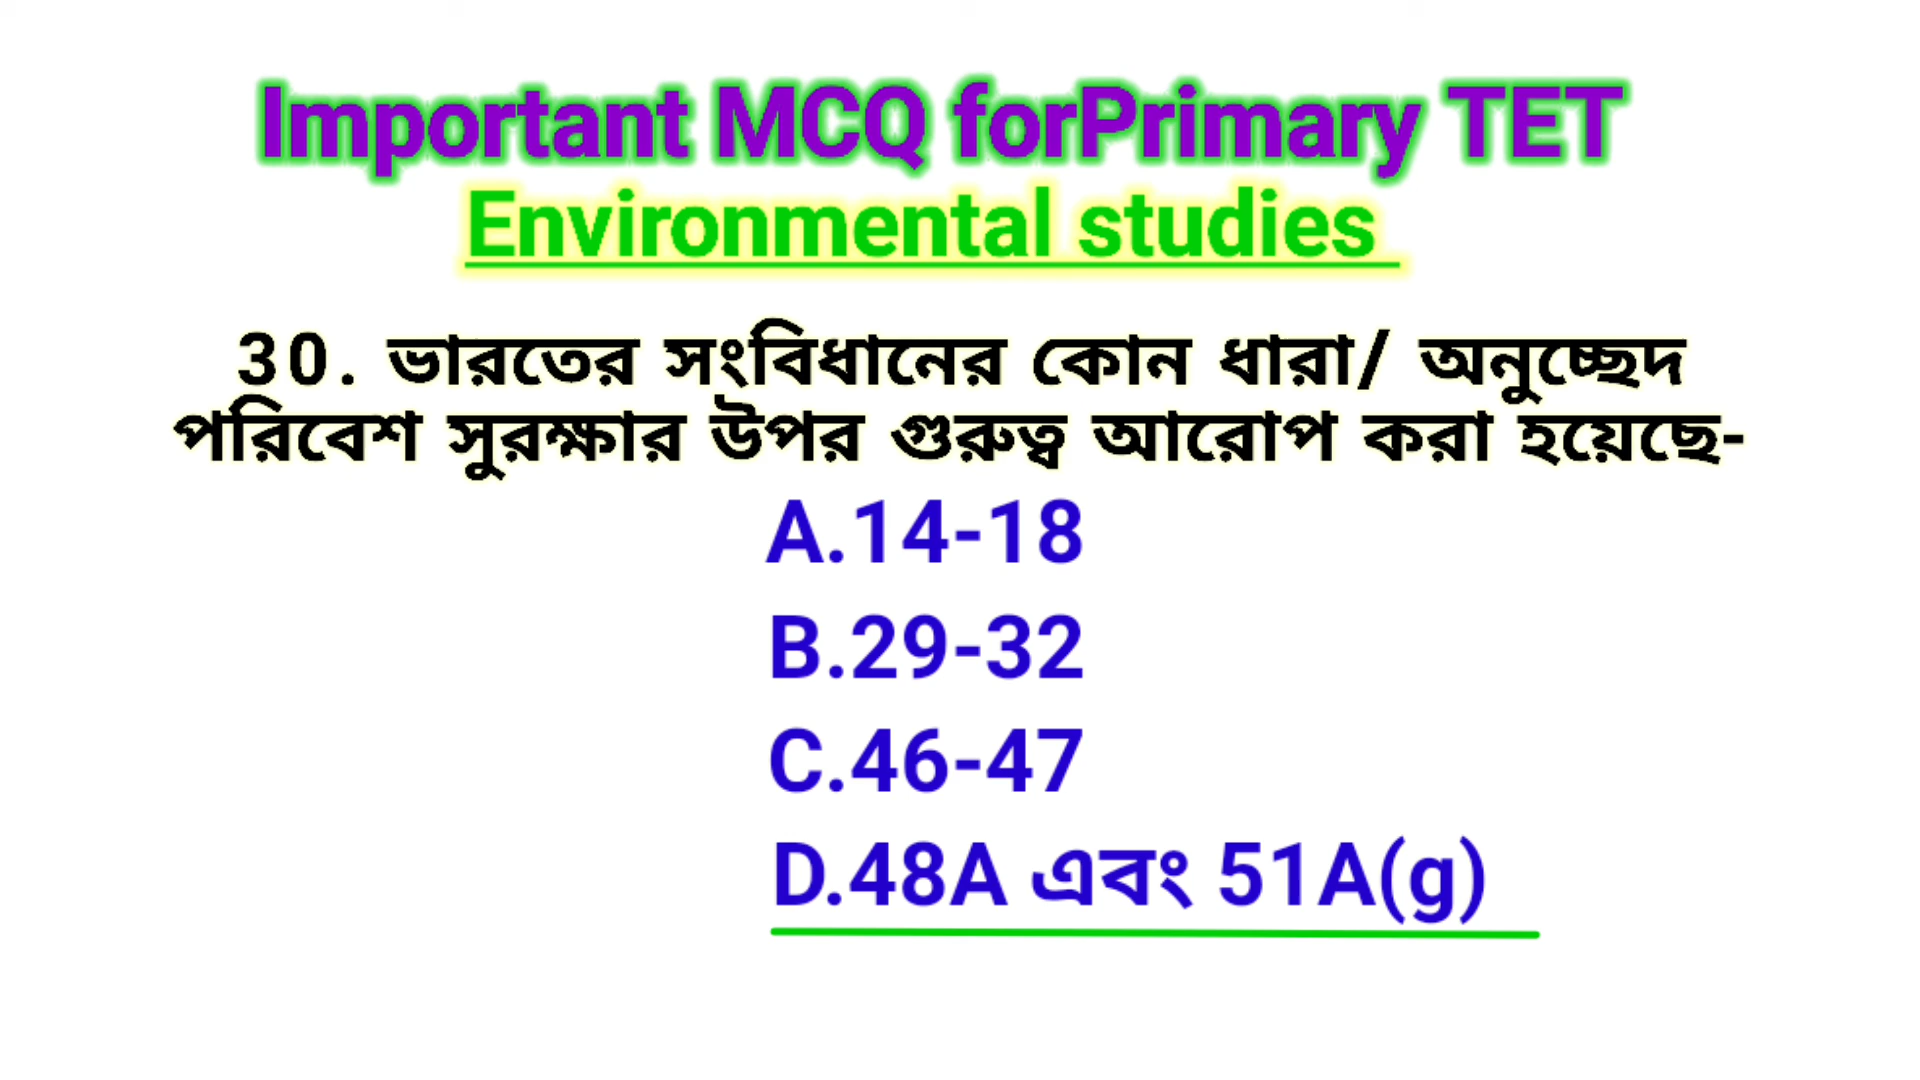 Important MCQ forPrimary TET
Environmental studies
30. ভারতের সংবিধানের কোন ধারা/ অনুচ্ছেদ
পরিবেশ সুরক্ষার উপর গুরুত্ব আরোপ করা হয়েছে-
A.14-18
B.29-32
C.46-47
D.48A এবং 51A(g)